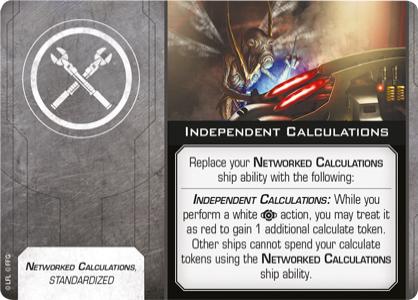 INDEPENDENT CALCULATIONS
Replace your NETWORKED CALCULATIONS
ship ability with the following:
INDEPENDENT CALCULATIONS: While you
perform a white action, you may treat it
as red to gain 1 additional calculate token.
Other ships cannot spend your calculate
tokens using the NETWORKED CALCULATIONS
ship ability.
NETWORKED CALCULATIONS,
STANDARDIZED
© LFL © FFG